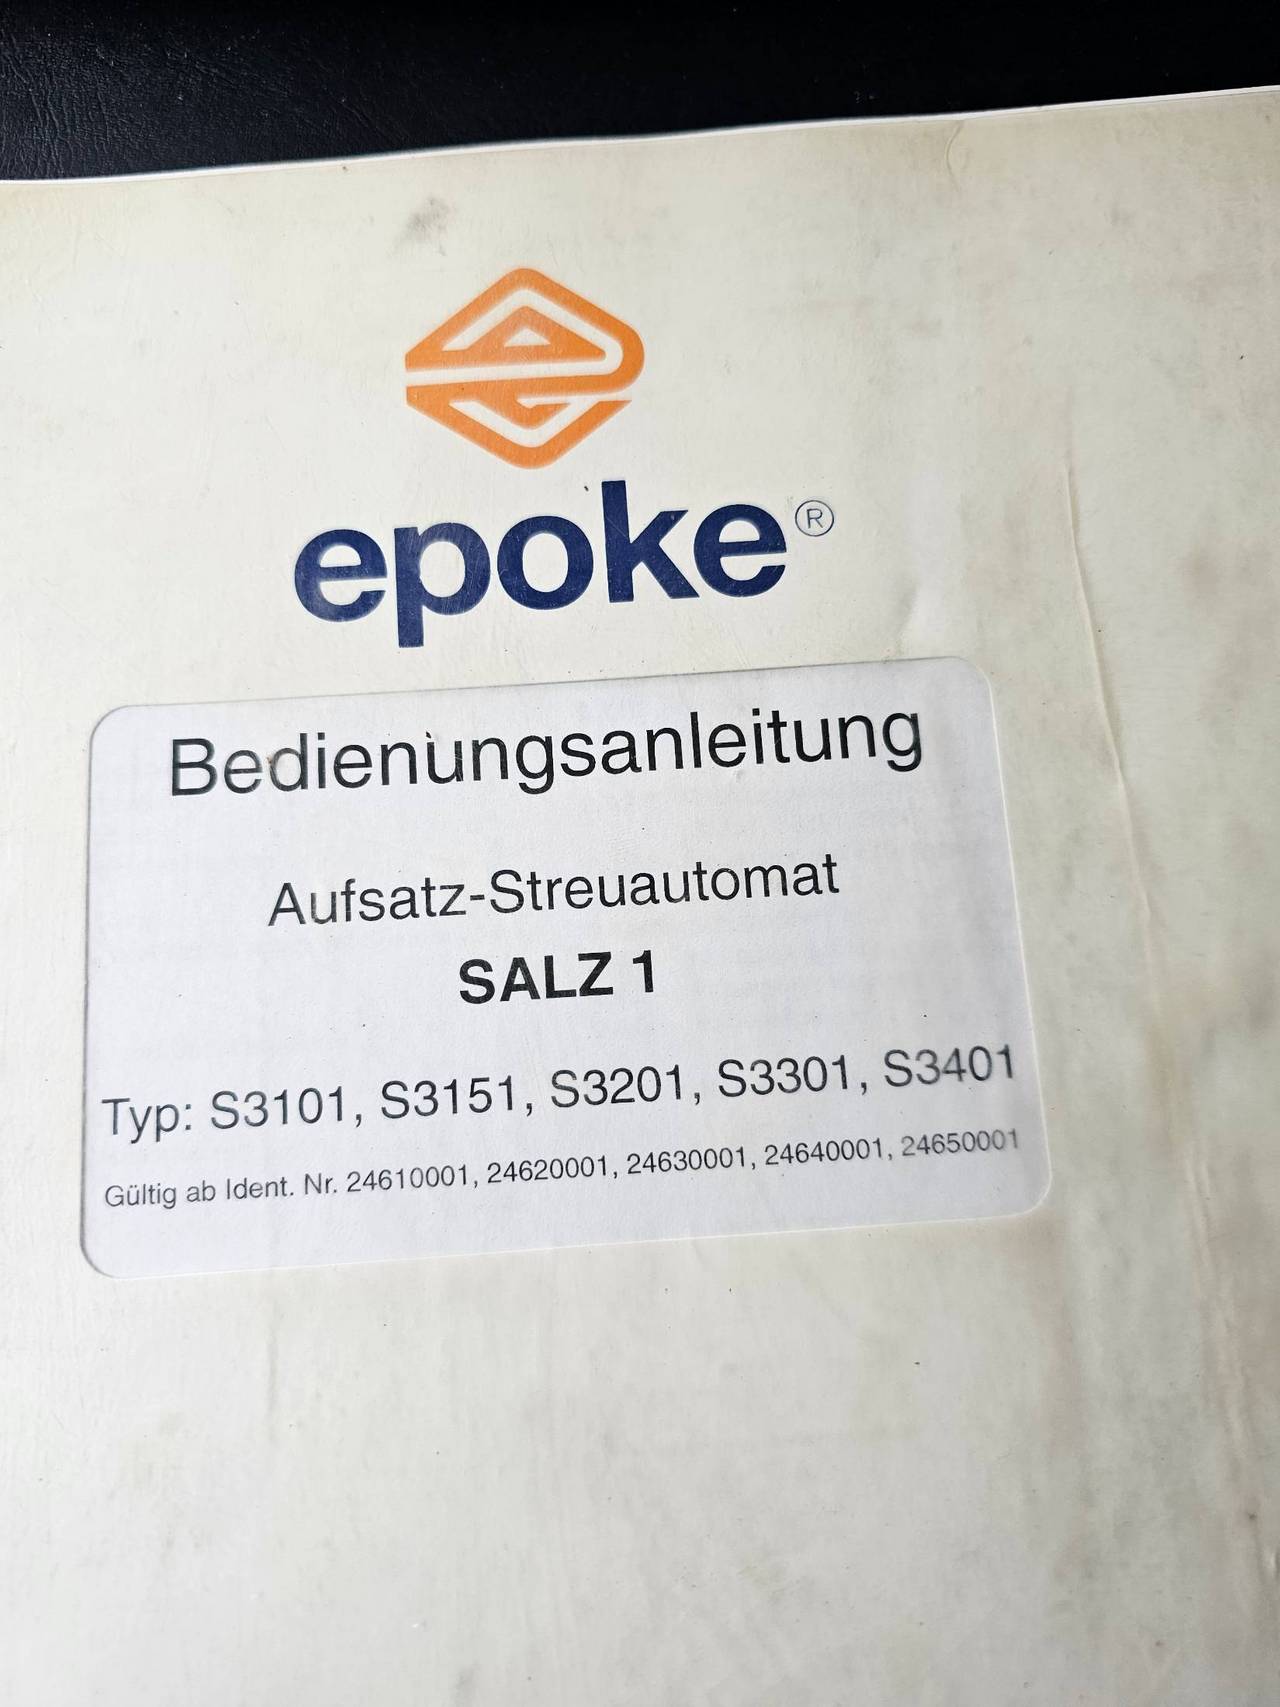 epoke®
Bedienungsanleitung
Aufsatz-Streuautomat
SALZ 1
Typ: S3101, S3151, S3201, S3301, S3401
Gültig ab Ident. Nr. 24610001, 24620001, 24630001, 24640001, 24650001